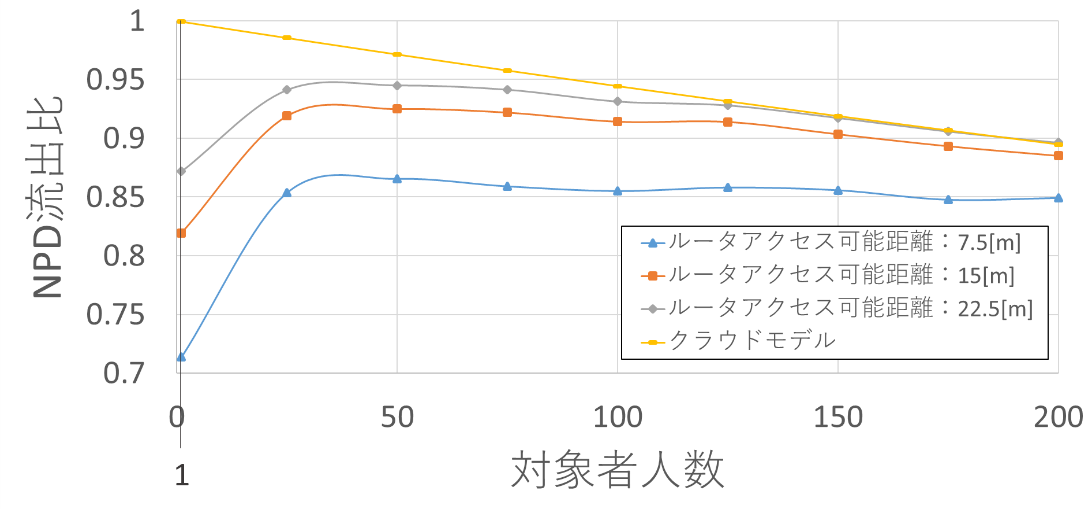 NPD流出比
1
0.95
0.9
0.85
0.8
0.75
0.7
ルータアクセス可能距離：7.5[m]
ルータアクセス可能距離：15[m]
ルータアクセス可能距離：22.5[m]
クラウドモデル
0 50 100 150 200
1
対象者人数